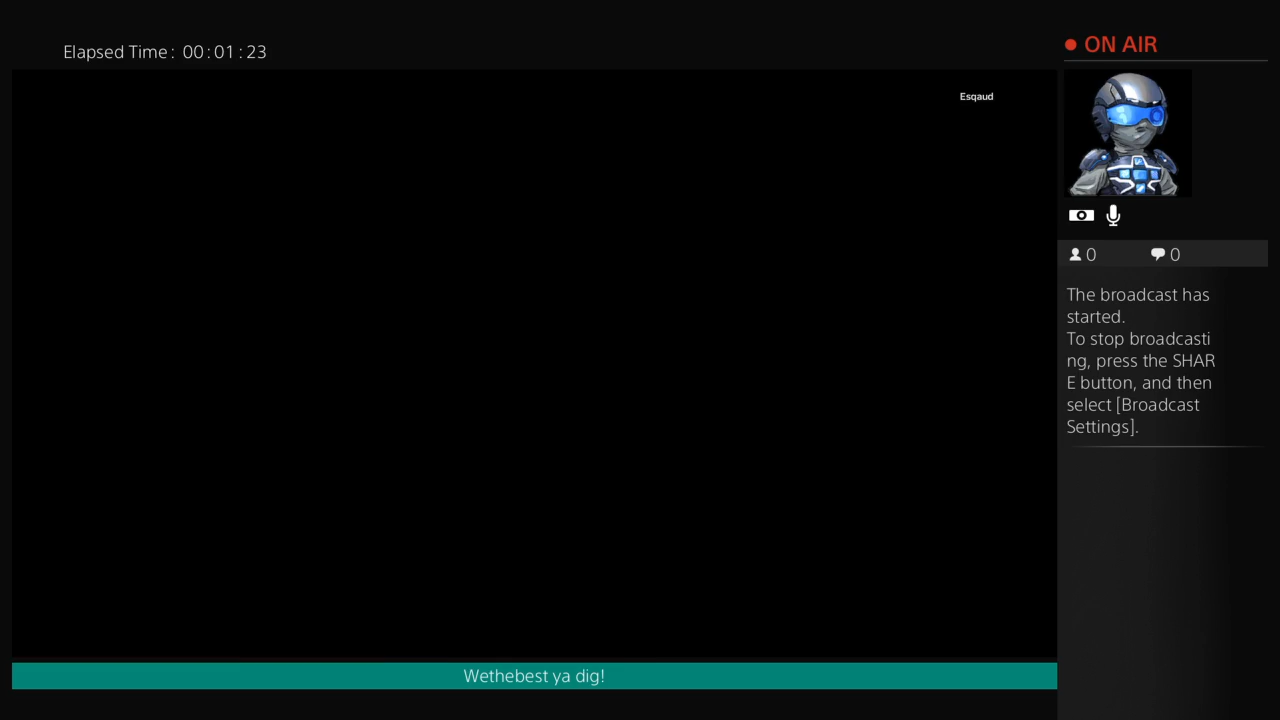 Elapsed Time: 00:01:23
ON AIR
Esqaud
0 0
The broadcast has
started.
To stop broadcasti
ng, press the SHAR
E button, and then
select [Broadcast
Settings].
Wethebest ya dig!